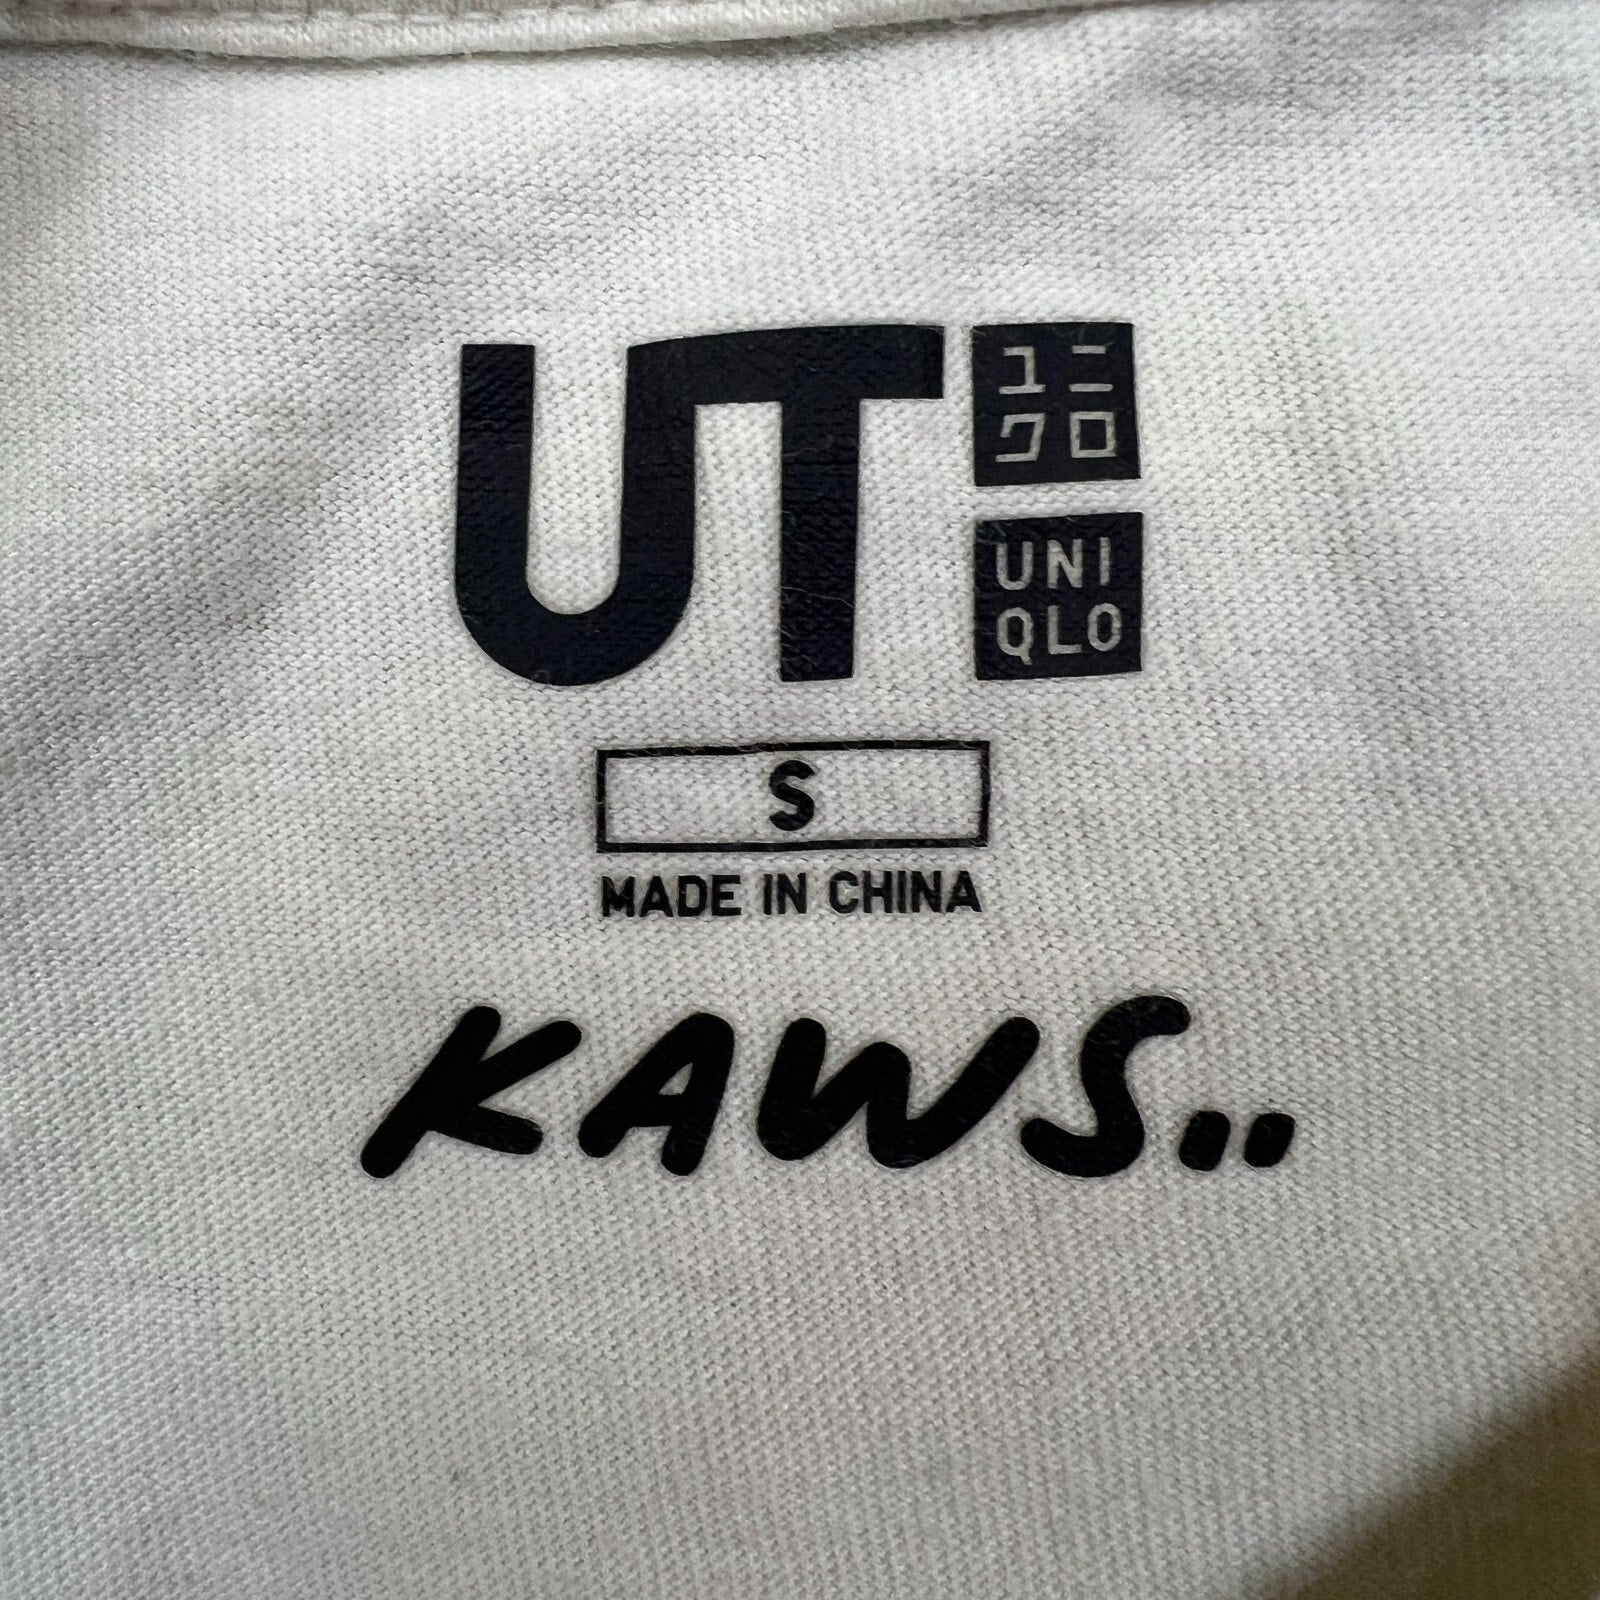 UT
ユニ
クロ
UNI
QLO
S
MADE IN CHINA
KAWS..